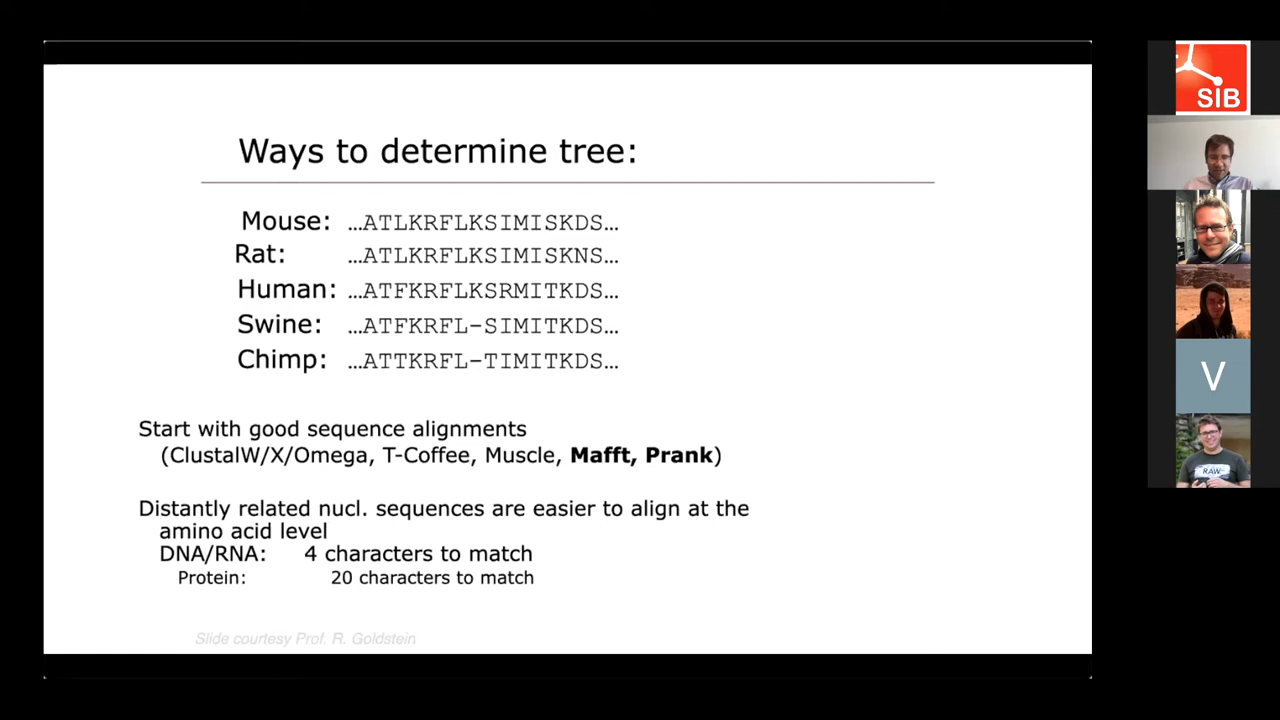 Ways to determine tree:
Mouse: …ATLKRFLKSIMISKDS…
Rat: …ATLKRFLKSIMISKNS…
Human: …ATFKRFLKSRMITKDS…
Swine: …ATFKRFL-SIMITKDS…
Chimp: …ATTKRFL-TIMITKDS…
Start with good sequence alignments
(ClustalW/X/Omega, T-Coffee, Muscle, Mafft, Prank)
Distantly related nucl. sequences are easier to align at the
amino acid level
DNA/RNA: 4 characters to match
Protein: 20 characters to match
Slide courtesy Prof. R. Goldstein
SIB
V
RAW